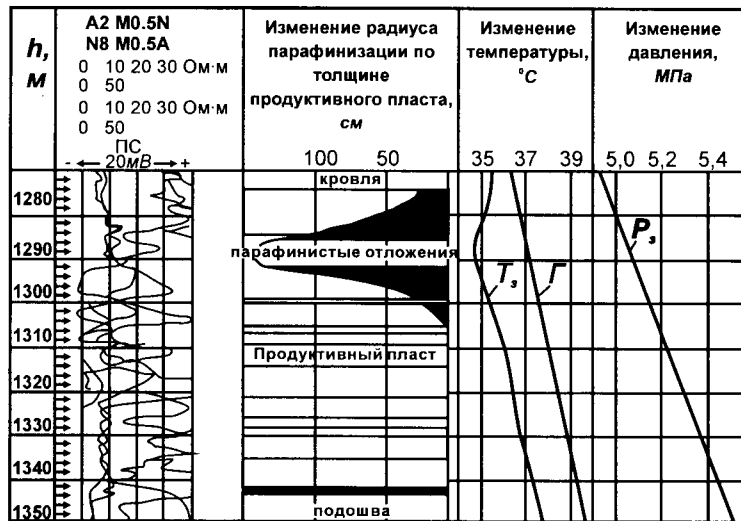 h,
м
A2 M0.5N
N8 M0.5A
0 10 20 30 Ом·м
0 50
0 10 20 30 Ом·м
0 50
ПС
- 20мВ +
Изменение радиуса
парафинизации по
толщине
продуктивного пласта,
см
100 50
Изменение
температуры,
°С
35 37 39
Изменение
давления,
МПа
5,0 5,2 5,4
кровля
1280
1290
парафинистые отложения
1300
1310
Продуктивный пласт
1320
1330
1340
1350
подошва
Tз
Г
Pз